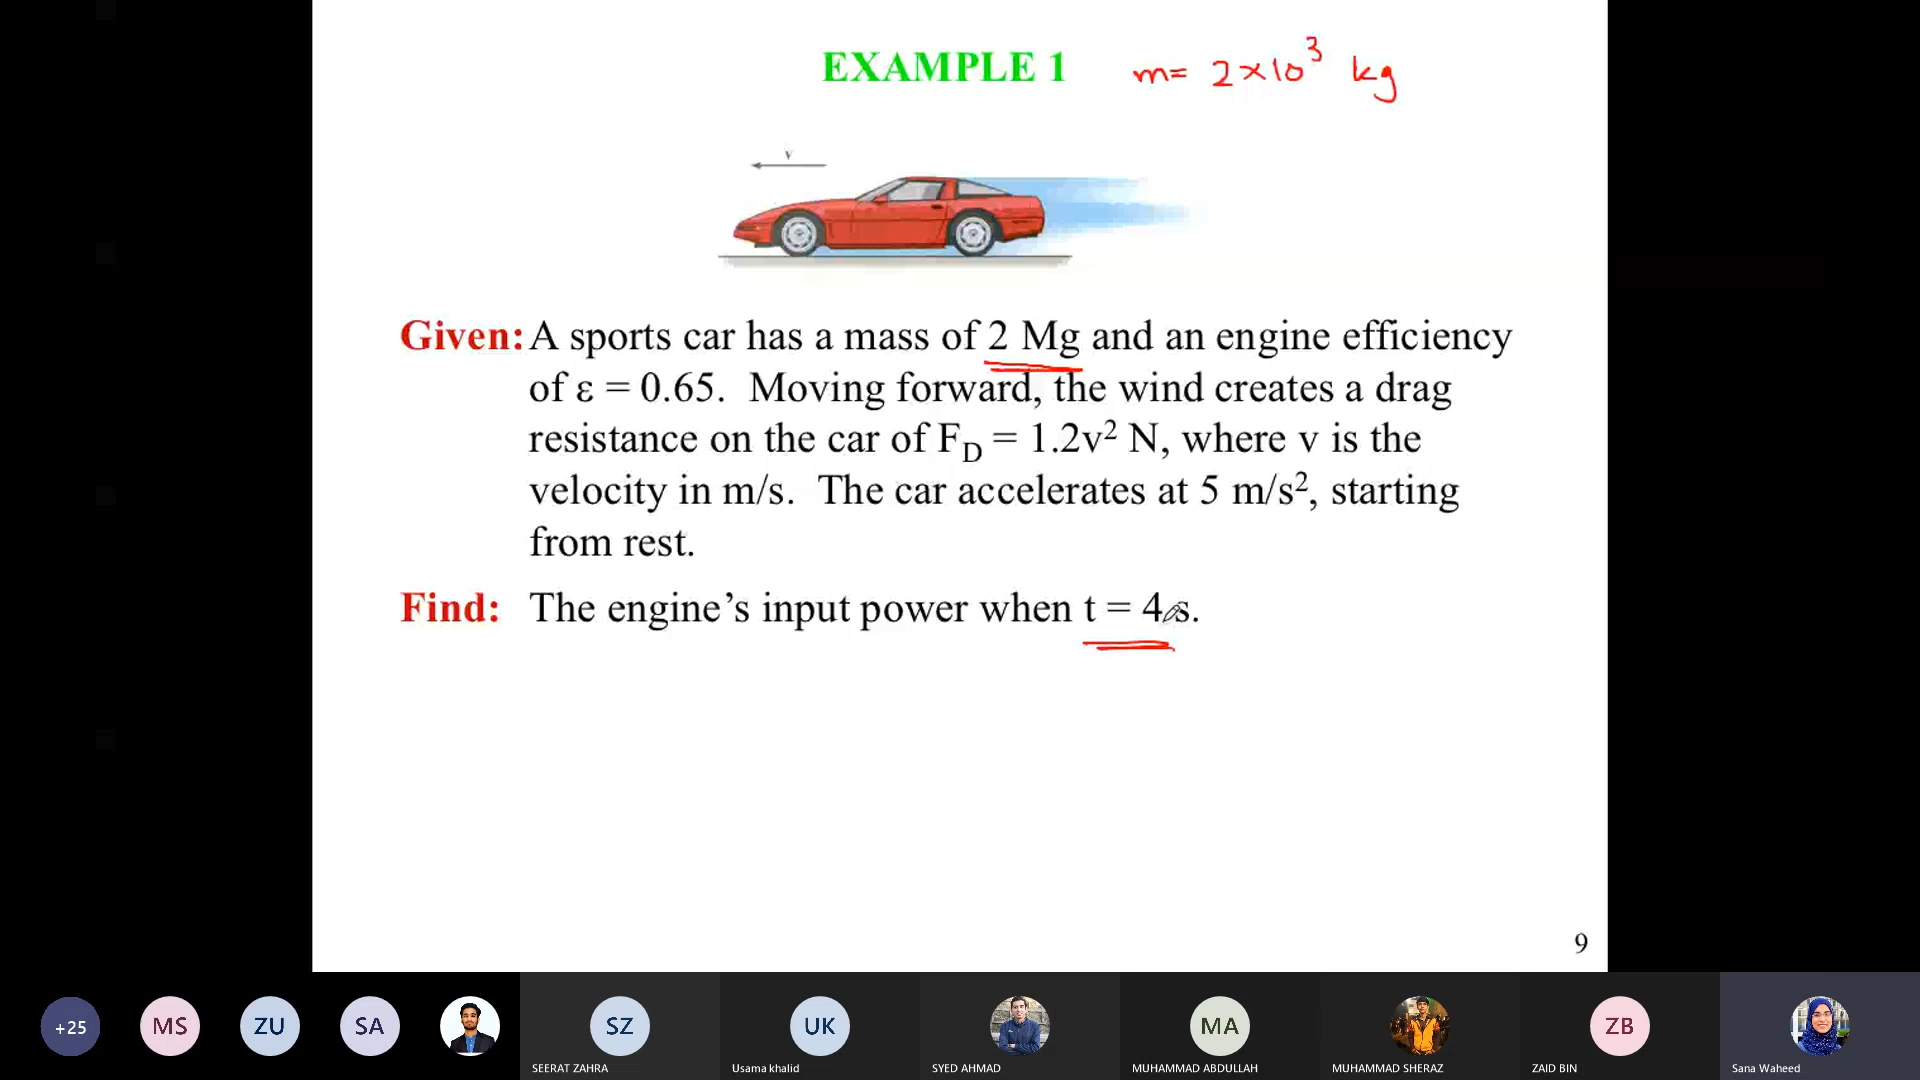 EXAMPLE 1 m= 2×10³ kg
v
Given: A sports car has a mass of 2 Mg and an engine efficiency
of ε = 0.65. Moving forward, the wind creates a drag
resistance on the car of F_D = 1.2v² N, where v is the
velocity in m/s. The car accelerates at 5 m/s², starting
from rest.
Find: The engine’s input power when t = 4 s.
9
+25 MS ZU SA SZ UK MA ZB
SEERAT ZAHRA Usama khalid SYED AHMAD MUHAMMAD ABDULLAH MUHAMMAD SHERAZ ZAID BIN Sana Waheed